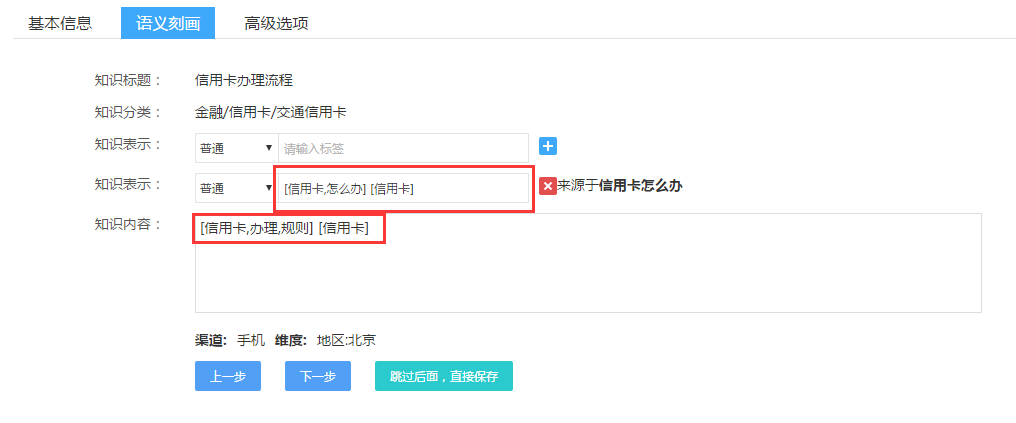 基本信息 语义刻画 高级选项
知识标题： 信用卡办理流程
知识分类： 金融/信用卡/交通信用卡
知识表示： 普通 请输入标签
知识表示： 普通 [信用卡,怎么办] [信用卡] 来源于信用卡怎么办
知识内容： [信用卡,办理,规则] [信用卡]
渠道: 手机 维度: 地区:北京
上一步 下一步 跳过后面，直接保存